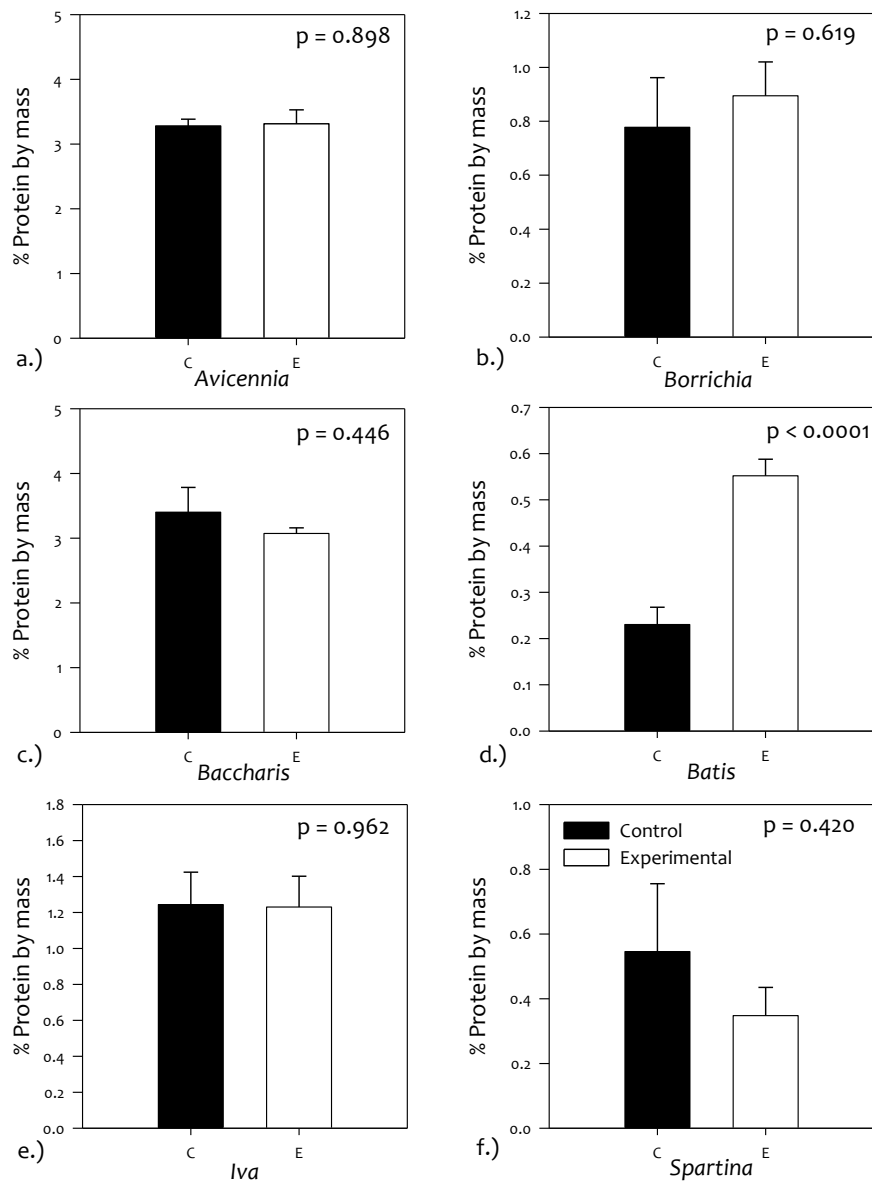 5
4
3
2
1
0
% Protein by mass
p = 0.898
C
E
a.)
Avicennia
1.2
1.0
0.8
0.6
0.4
0.2
0.0
% Protein by mass
p = 0.619
C
E
b.)
Borrichia
5
4
3
2
1
0
% Protein by mass
p = 0.446
C
E
c.)
Baccharis
0.7
0.6
0.5
0.4
0.3
0.2
0.1
0.0
% Protein by mass
p < 0.0001
C
E
d.)
Batis
1.8
1.6
1.4
1.2
1.0
0.8
0.6
0.4
0.2
0.0
% Protein by mass
p = 0.962
C
E
e.)
Iva
1.0
0.8
0.6
0.4
0.2
0.0
% Protein by mass
Control
Experimental
p = 0.420
C
E
f.)
Spartina